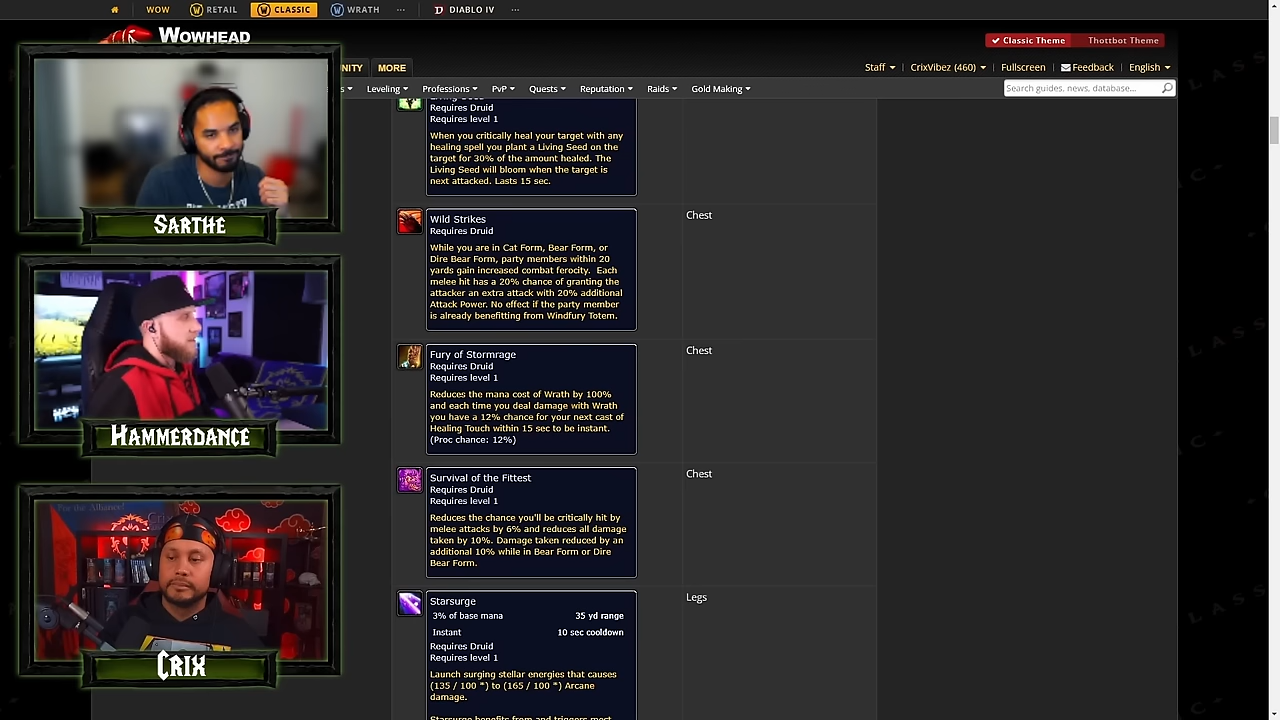 WOW
RETAIL
CLASSIC
WRATH
DIABLO IV
WOWHEAD
Classic Theme
Thottbot Theme
NITY
MORE
Staff
CrixVibez (460)
Fullscreen
Feedback
English
Leveling
Professions
PvP
Quests
Reputation
Raids
Gold Making
Search guides, news, database...
Requires Druid
Requires level 1
When you critically heal your target with any
healing spell you plant a Living Seed on the
target for 30% of the amount healed. The
Living Seed will bloom when the target is
next attacked. Lasts 15 sec.
Wild Strikes
Requires Druid
While you are in Cat Form, Bear Form, or
Dire Bear Form, party members within 20
yards gain increased combat ferocity. Each
melee hit has a 20% chance of granting the
attacker an extra attack with 20% additional
Attack Power. No effect if the party member
is already benefitting from Windfury Totem.
Chest
Fury of Stormrage
Requires Druid
Requires level 1
Reduces the mana cost of Wrath by 100%
and each time you deal damage with Wrath
you have a 12% chance for your next cast of
Healing Touch within 15 sec to be instant.
(Proc chance: 12%)
Chest
Survival of the Fittest
Requires Druid
Requires level 1
Reduces the chance you'll be critically hit by
melee attacks by 6% and reduces all damage
taken by 10%. Damage taken reduced by an
additional 10% while in Bear Form or Dire
Bear Form.
Chest
Starsurge
3% of base mana 35 yd range
Instant 10 sec cooldown
Requires Druid
Requires level 1
Launch surging stellar energies that causes
(135 / 100 *) to (165 / 100 *) Arcane
damage.
Legs
SARTHE
HAMMERDANCE
For the Alliance!
CRIX